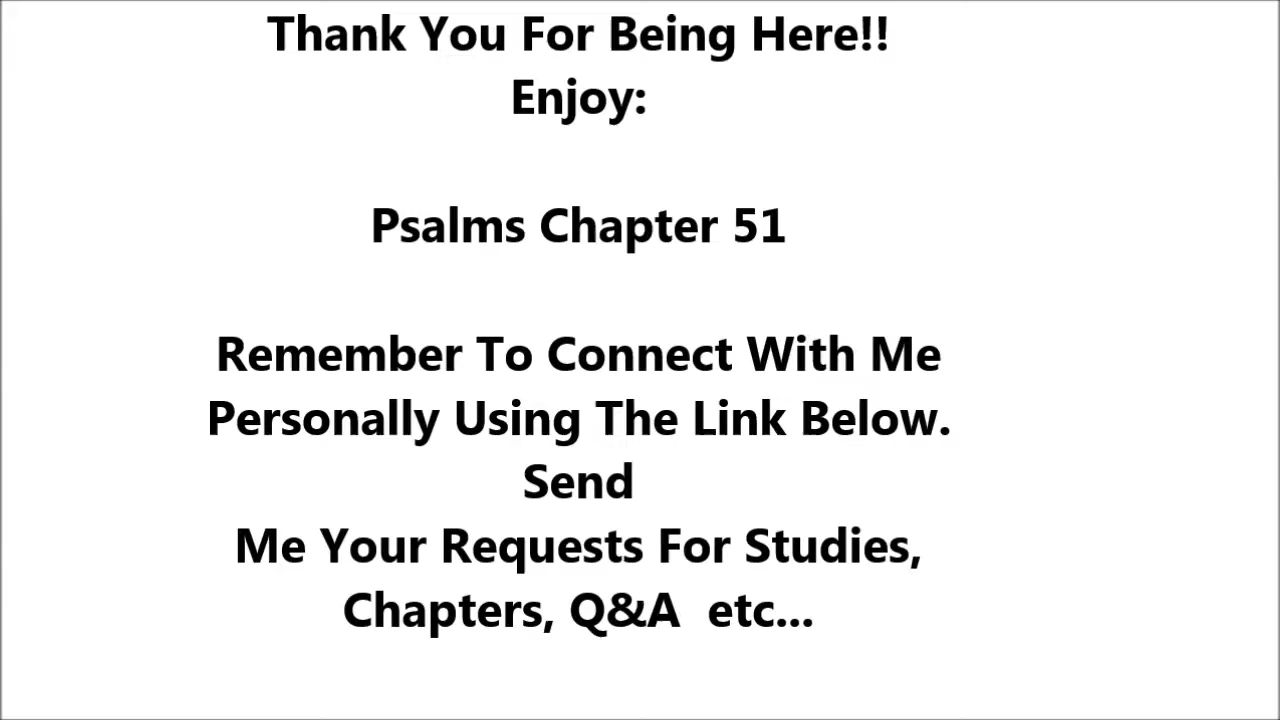 Thank You For Being Here!!
Enjoy:
Psalms Chapter 51
Remember To Connect With Me
Personally Using The Link Below.
Send
Me Your Requests For Studies,
Chapters, Q&A  etc...